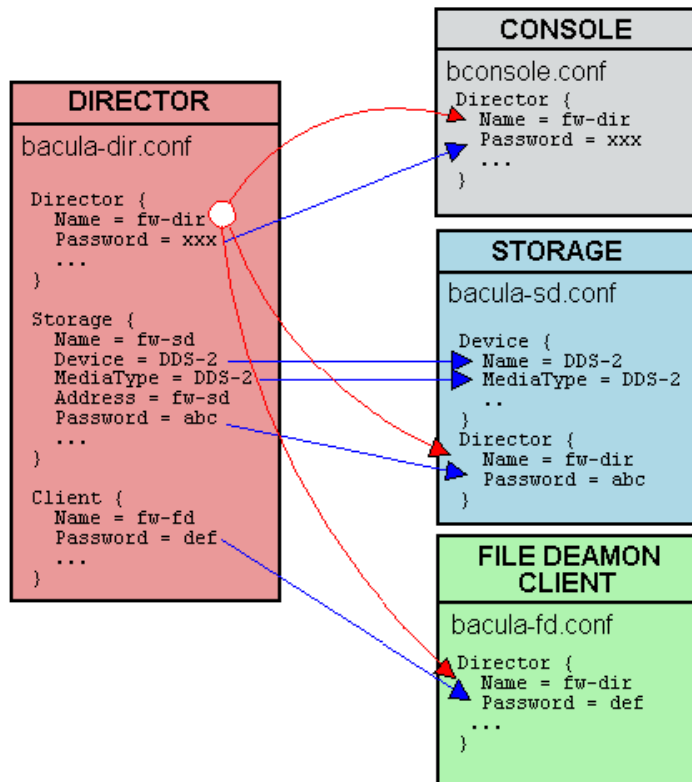 DIRECTOR
bacula-dir.conf
Director {
Name = fw-dir
Password = xxx
...
}
Storage {
Name = fw-sd
Device = DDS-2
MediaType = DDS-2
Address = fw-sd
Password = abc
...
}
Client {
Name = fw-fd
Password = def
...
}
CONSOLE
bconsole.conf
Director {
Name = fw-dir
Password = xxx
...
}
STORAGE
bacula-sd.conf
Device {
Name = DDS-2
MediaType = DDS-2
..
}
Director {
Name = fw-dir
Password = abc
}
FILE DEAMON
CLIENT
bacula-fd.conf
Director {
Name = fw-dir
Password = def
...
}